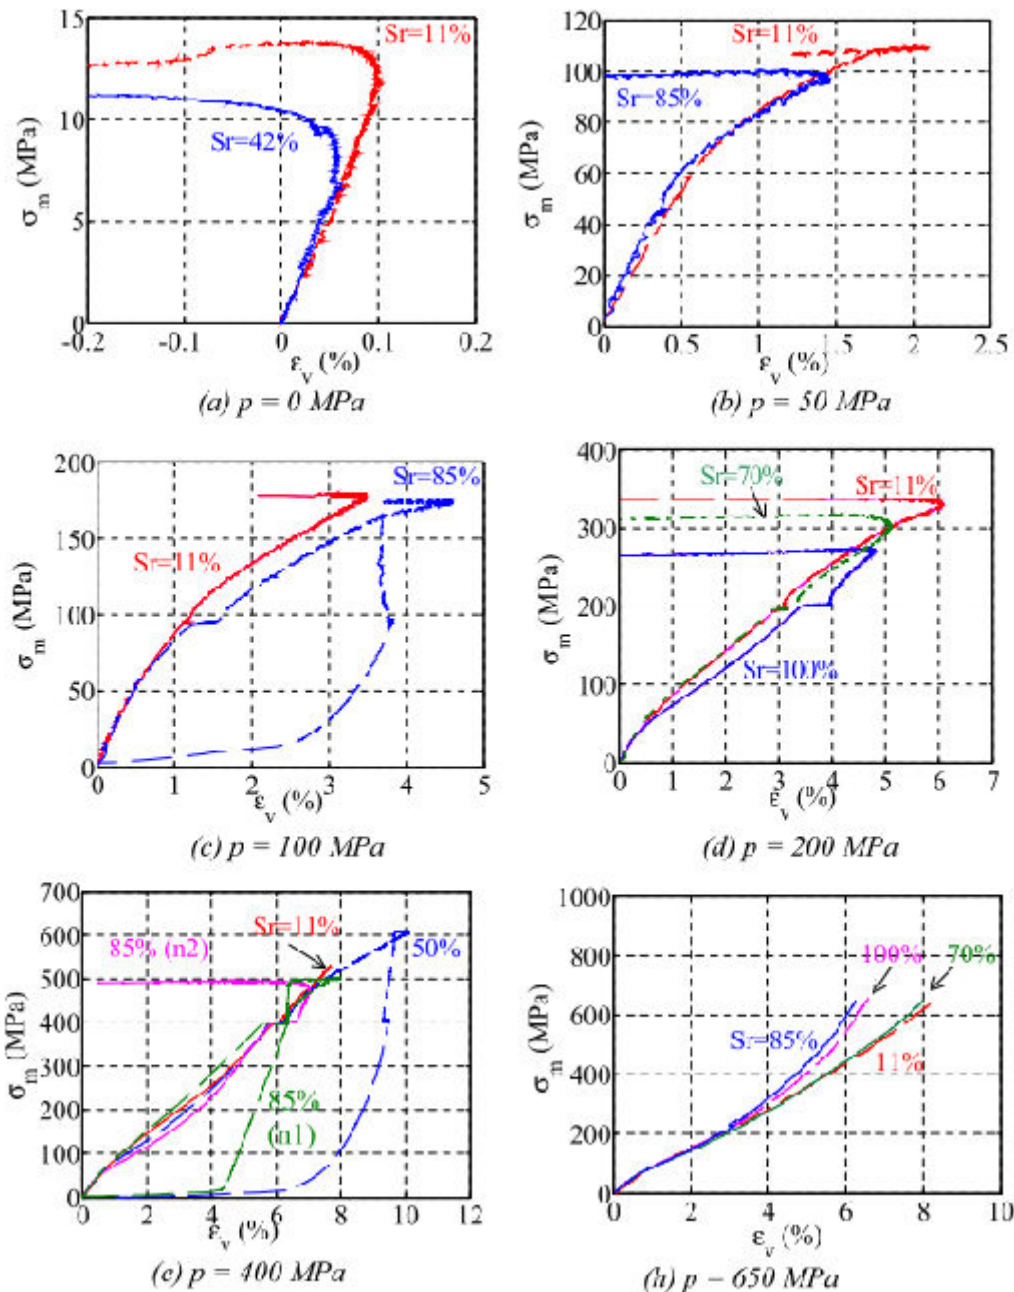 15
10
5
0
σm (MPa)
Sr=11%
Sr=42%
-0.2 -0.1 0 0.1 0.2
εv (%)
(a) p = 0 MPa
120
100
80
60
40
20
0
σm (MPa)
Sr=11%
Sr=85%
0 0.5 1 1.5 2 2.5
εv (%)
(b) p = 50 MPa
200
150
100
50
0
σm (MPa)
Sr=85%
Sr=11%
0 1 2 3 4 5
εv (%)
(c) p = 100 MPa
400
300
200
100
0
σm (MPa)
Sr=70%
Sr=11%
Sr=100%
0 1 2 3 4 5 6 7
εv (%)
(d) p = 200 MPa
700
600
500
400
300
200
100
0
σm (MPa)
Sr=11%
85% (n2)
50%
85%
(n1)
0 2 4 6 8 10 12
εv (%)
(e) p = 400 MPa
1000
800
600
400
200
0
σm (MPa)
100% 70%
Sr=85%
11%
0 2 4 6 8 10
εv (%)
(h) p = 650 MPa